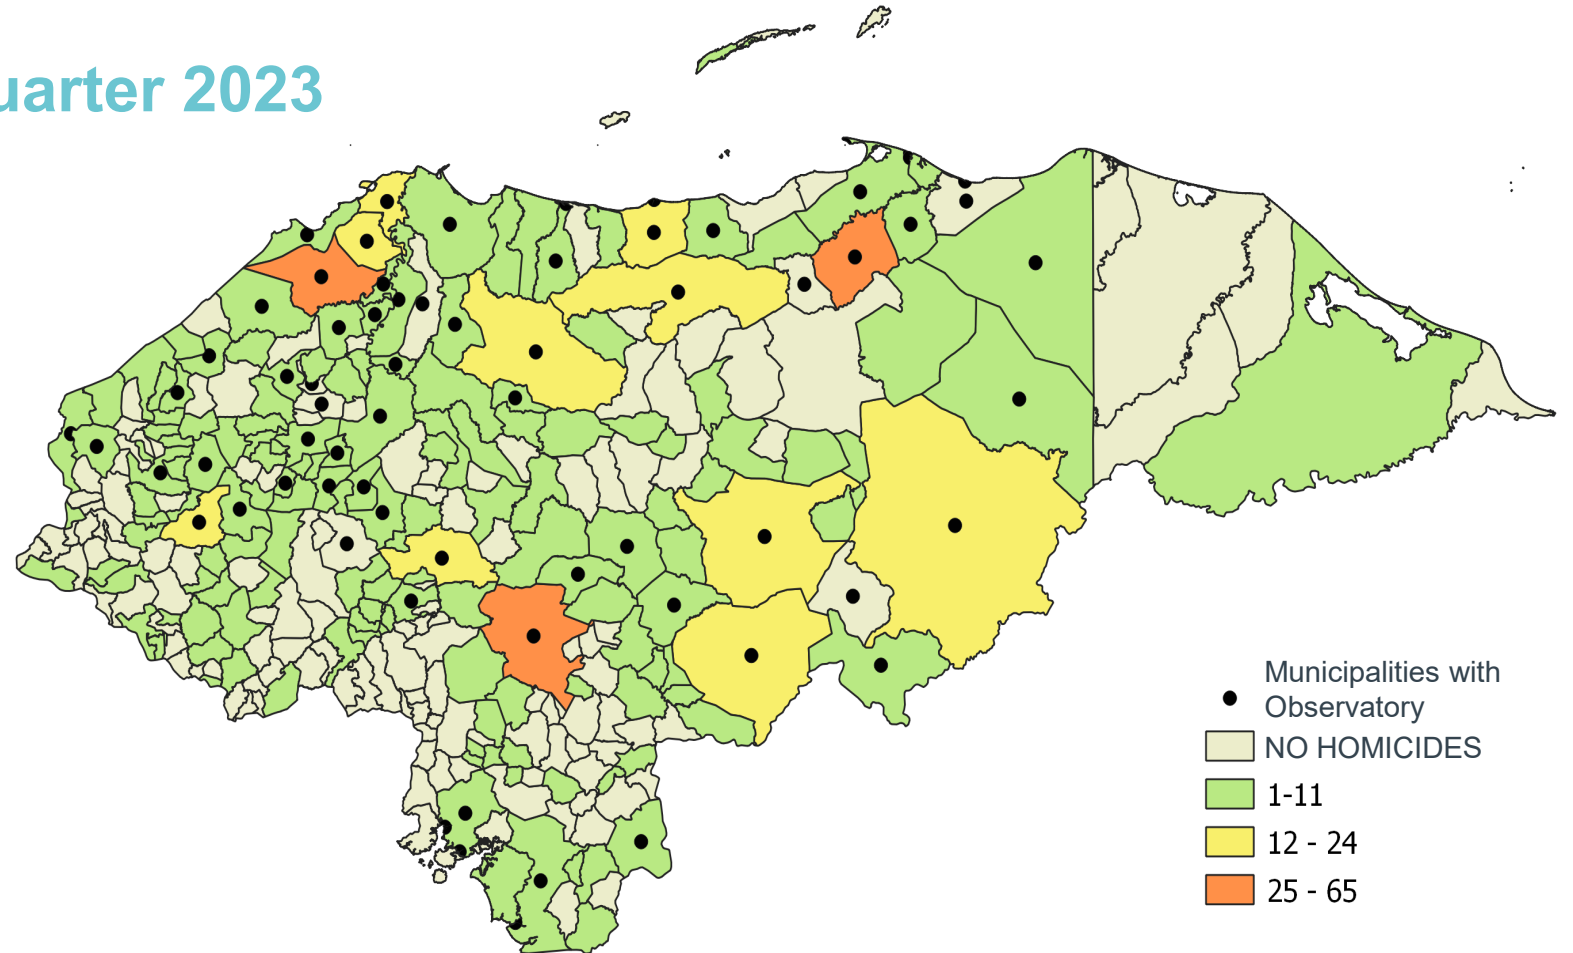 uarter 2023
Municipalities with
Observatory
NO HOMICIDES
1-11
12 - 24
25 - 65